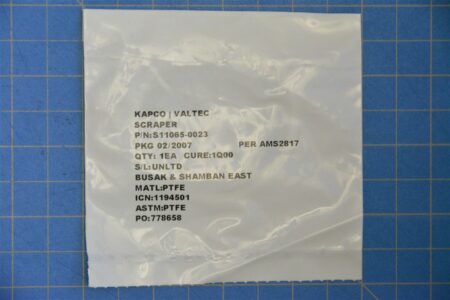 KAPCO | VALTEC
SCRAPER
P/N:S11065-0023
PKG 02/2007 PER AMS2817
QTY: 1EA CURE:1Q00
S/L:UNLTD
BUSAK & SHAMBAN EAST
MATL:PTFE
ICN:1194501
ASTM:PTFE
PO:778658